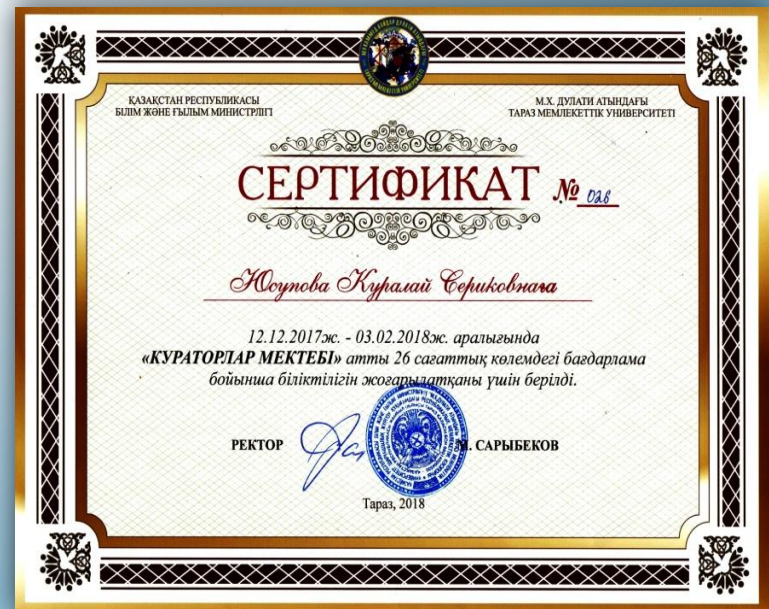 ҚАЗАҚСТАН РЕСПУБЛИКАСЫ
БІЛІМ ЖӘНЕ ҒЫЛЫМ МИНИСТРЛІГІ
М.Х. ДУЛАТИ АТЫНДАҒЫ
ТАРАЗ МЕМЛЕКЕТТІК УНИВЕРСИТЕТІ
СЕРТИФИКАТ № 026
Юсупова Куралай Сериковнаға
12.12.2017ж. - 03.02.2018ж. аралығында
«КУРАТОРЛАР МЕКТЕБІ» атты 26 сағаттық көлемдегі бағдарлама
бойынша біліктілігін жоғарылатқаны үшін берілді.
РЕКТОР М. САРЫБЕКОВ
Тараз, 2018